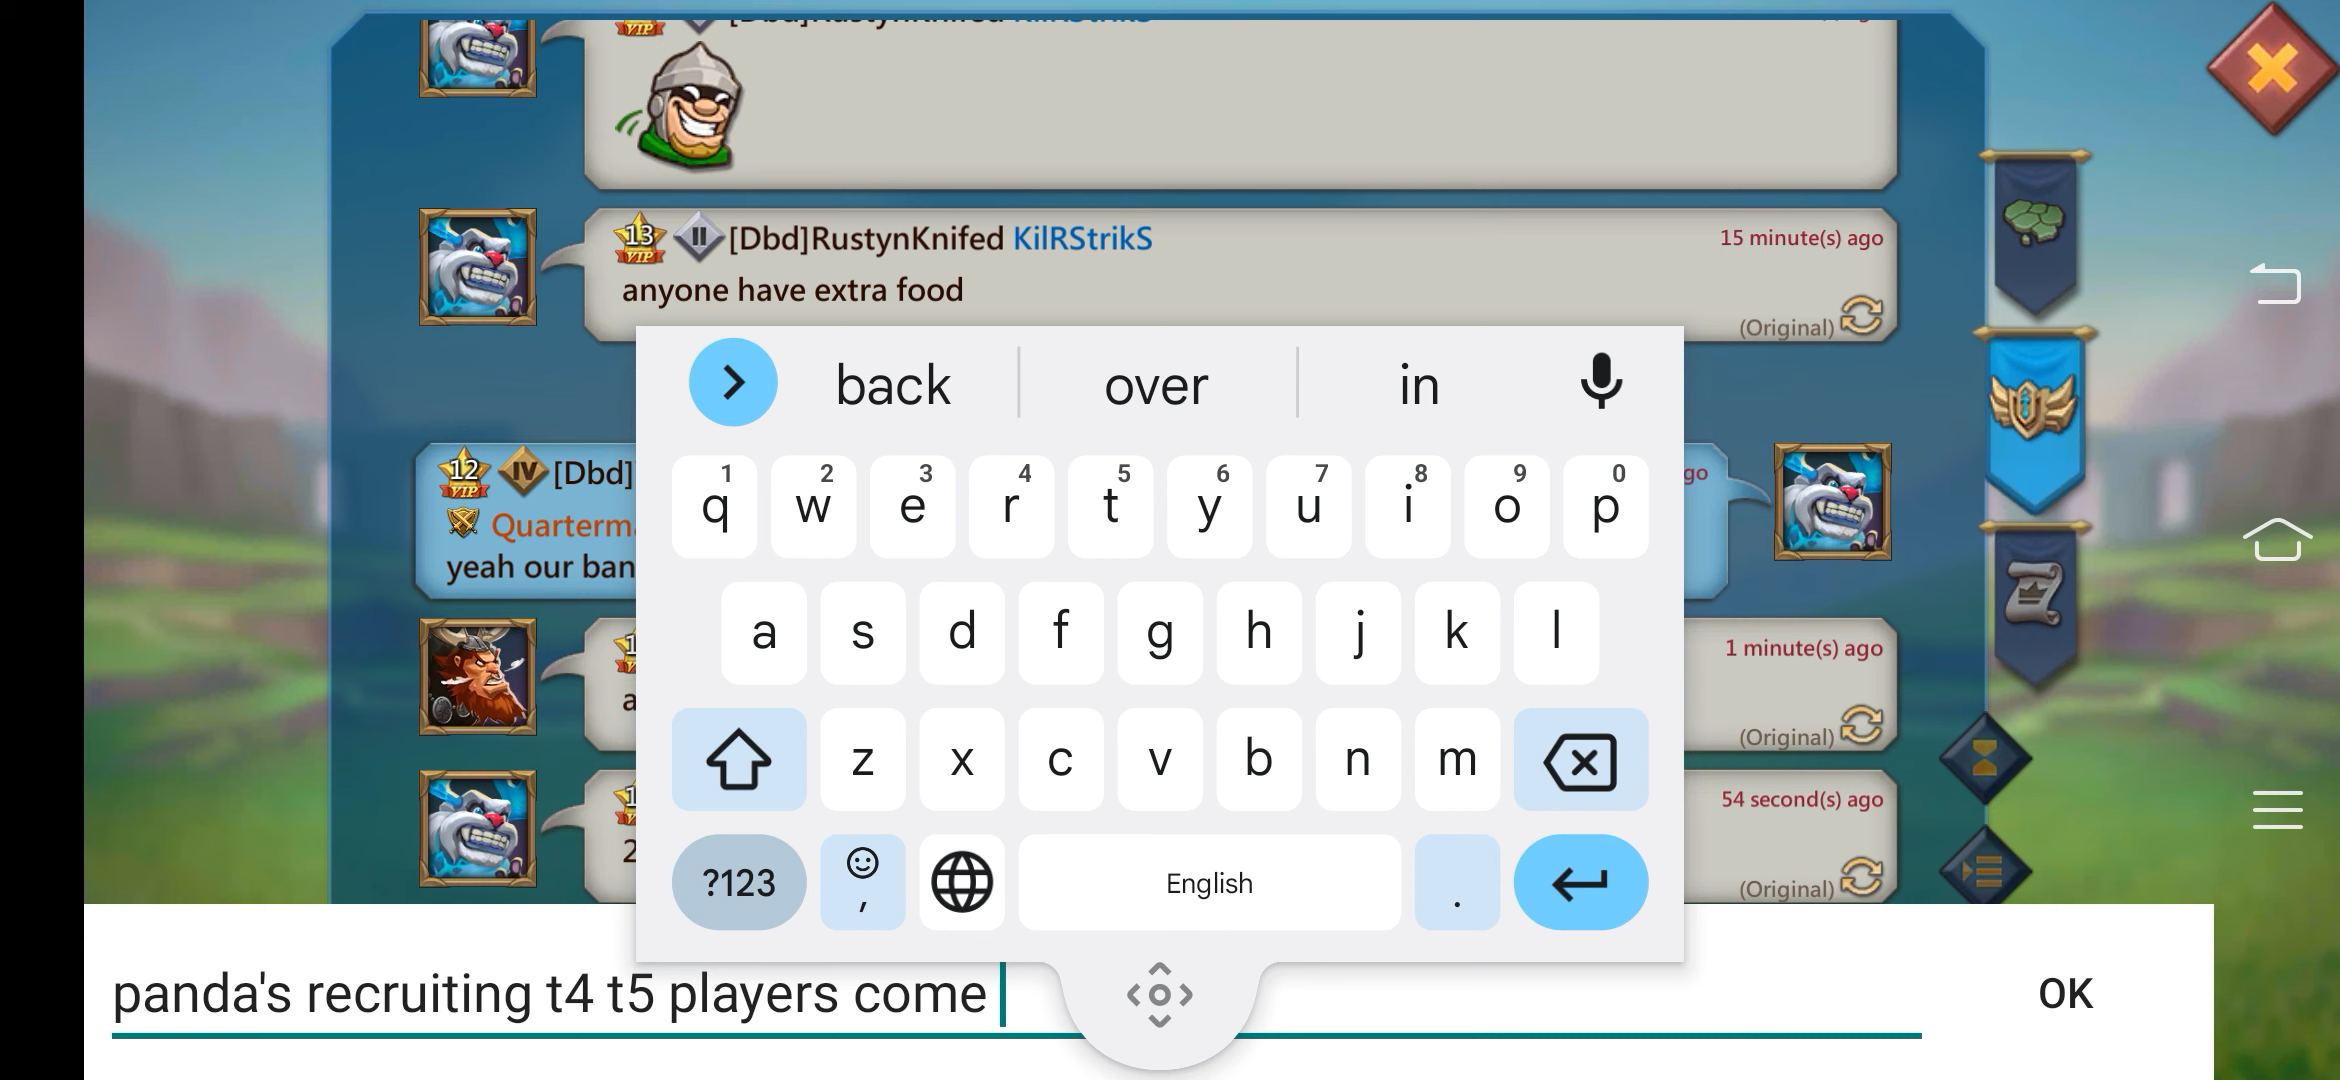 13 VIP II [Dbd]RustynKnifed KilRStrikS 15 minute(s) ago
anyone have extra food
(Original)
12 VIP IV [Dbd]
Quarterm
yeah our ban
1 minute(s) ago
(Original)
54 second(s) ago
2
(Original)
back over in
1 2 3 4 5 6 7 8 9 0
q w e r t y u i o p
a s d f g h j k l
z x c v b n m
?123 , English .
panda's recruiting t4 t5 players come
OK